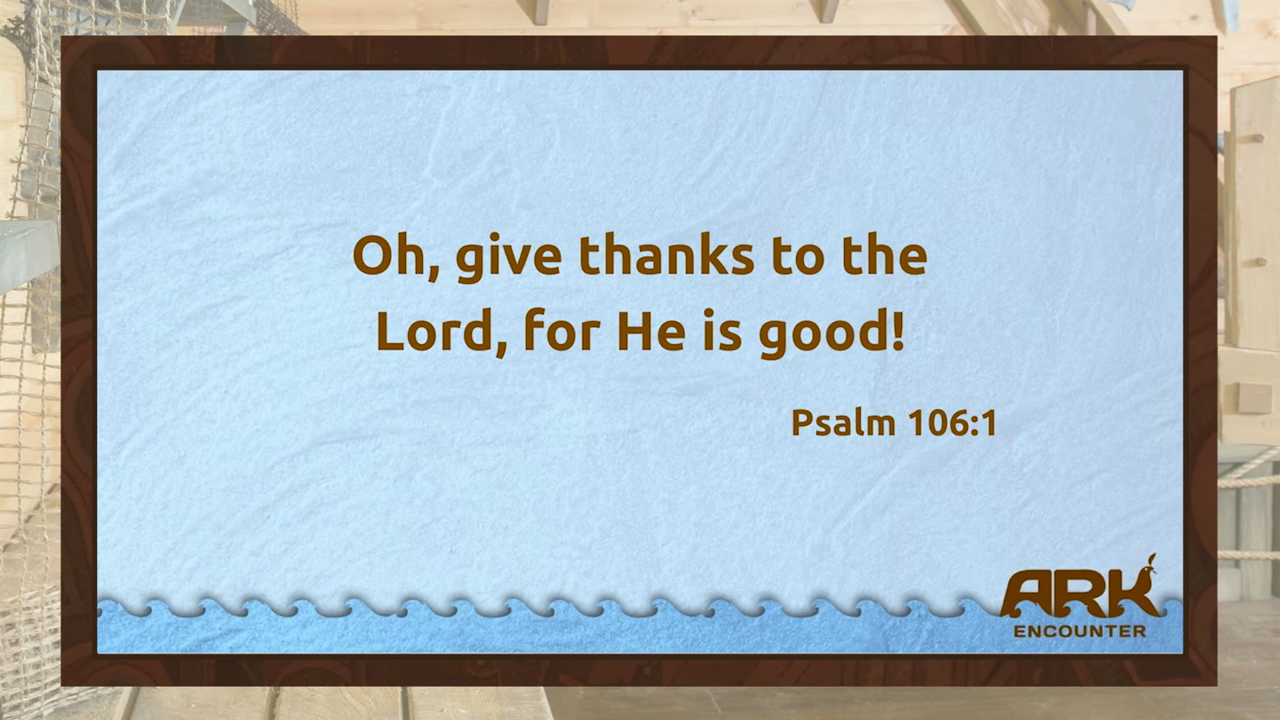 Oh, give thanks to the
Lord, for He is good!
Psalm 106:1
ARK
ENCOUNTER